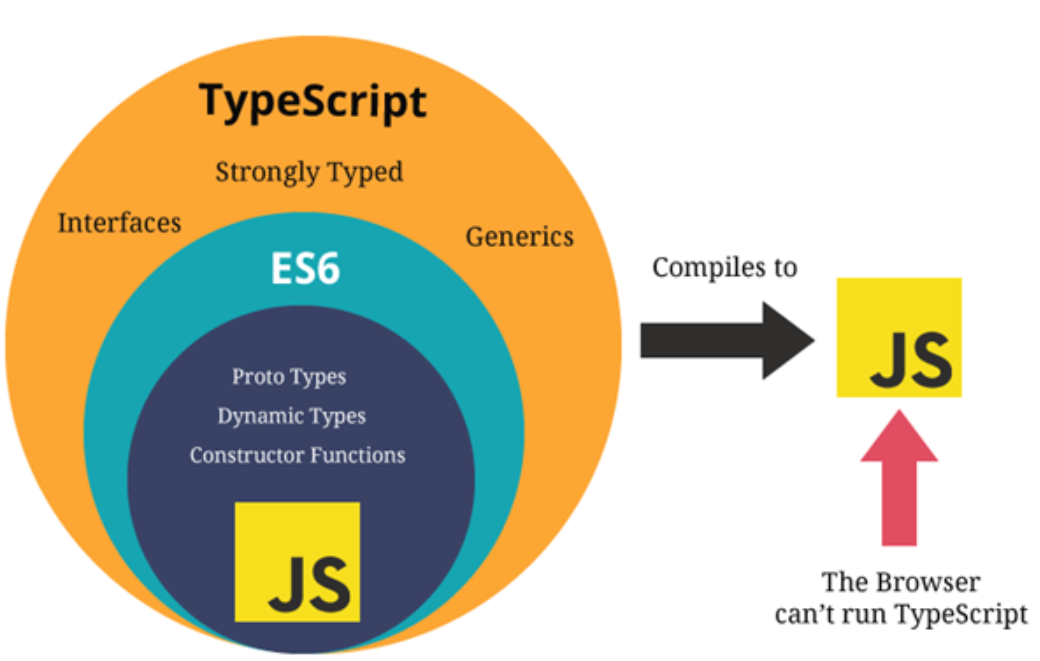 TypeScript
Strongly Typed
Interfaces
Generics
ES6
Proto Types
Dynamic Types
Constructor Functions
JS
Compiles to
JS
The Browser
can't run TypeScript